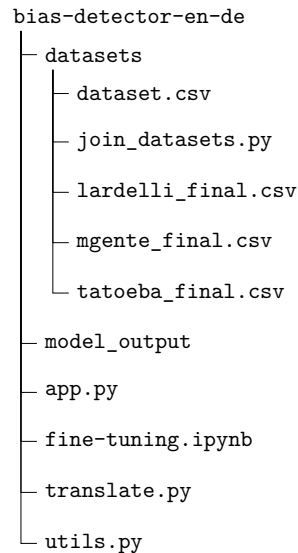 bias-detector-en-de
datasets
dataset.csv
join_datasets.py
lardelli_final.csv
mgente_final.csv
tatoeba_final.csv
model_output
app.py
fine-tuning.ipynb
translate.py
utils.py